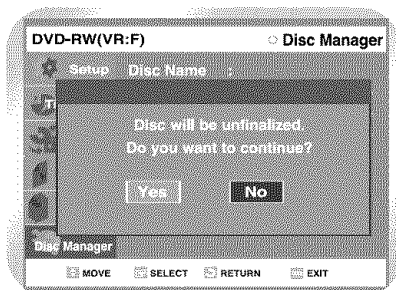 DVD-RW(VR:F) Disc Manager
Setup Disc Name :
Disc will be unfinalized.
Do you want to continue?
Yes No
Disc Manager
MOVE SELECT RETURN EXIT